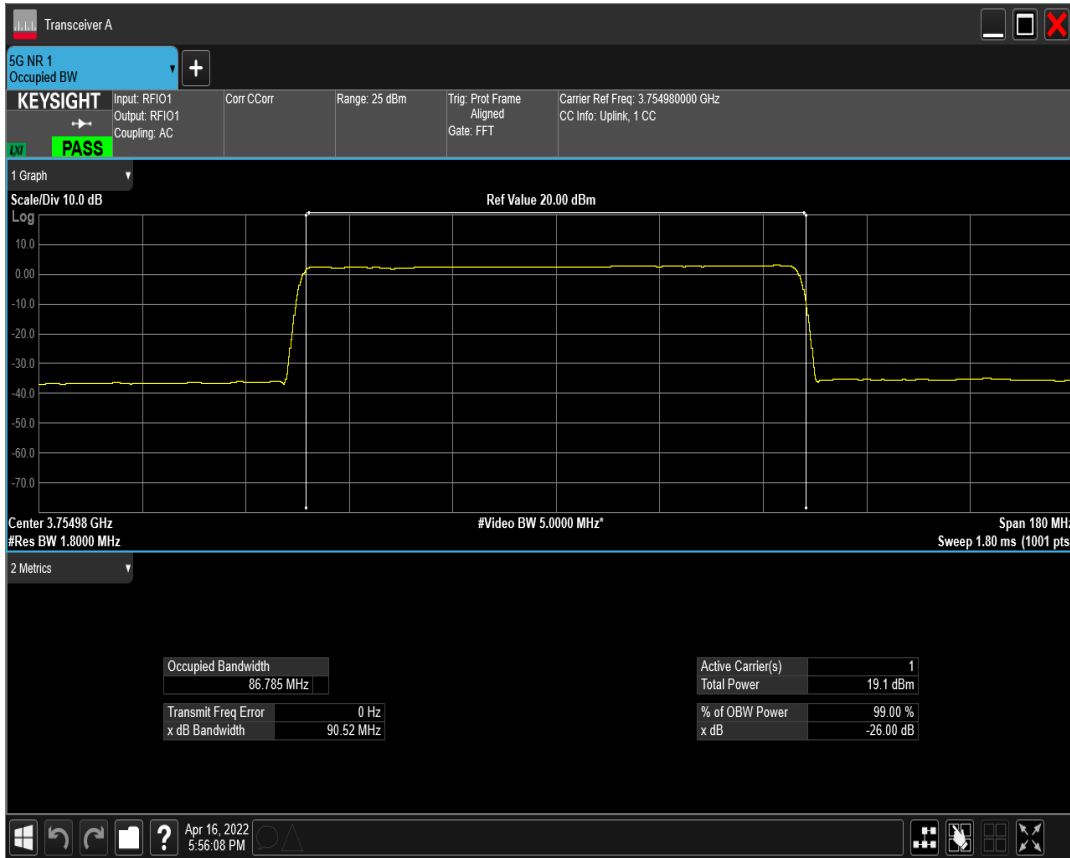 Transceiver A
5G NR 1
Occupied BW
KEYSIGHT
LXI
PASS
Input: RFIO1
Output: RFIO1
Coupling: AC
Corr CCorr
Range: 25 dBm
Trig: Prot Frame
Aligned
Gate: FFT
Carrier Ref Freq: 3.754980000 GHz
CC Info: Uplink, 1 CC
1 Graph
Scale/Div 10.0 dB
Ref Value 20.00 dBm
Log
10.0
0.00
-10.0
-20.0
-30.0
-40.0
-50.0
-60.0
-70.0
Center 3.75498 GHz
#Video BW 5.0000 MHz*
Span 180 MHz
#Res BW 1.8000 MHz
Sweep 1.80 ms (1001 pts
2 Metrics
Occupied Bandwidth
86.785 MHz
Transmit Freq Error 0 Hz
x dB Bandwidth 90.52 MHz
Active Carrier(s) 1
Total Power 19.1 dBm
% of OBW Power 99.00 %
x dB -26.00 dB
?
Apr 16, 2022
5:56:08 PM